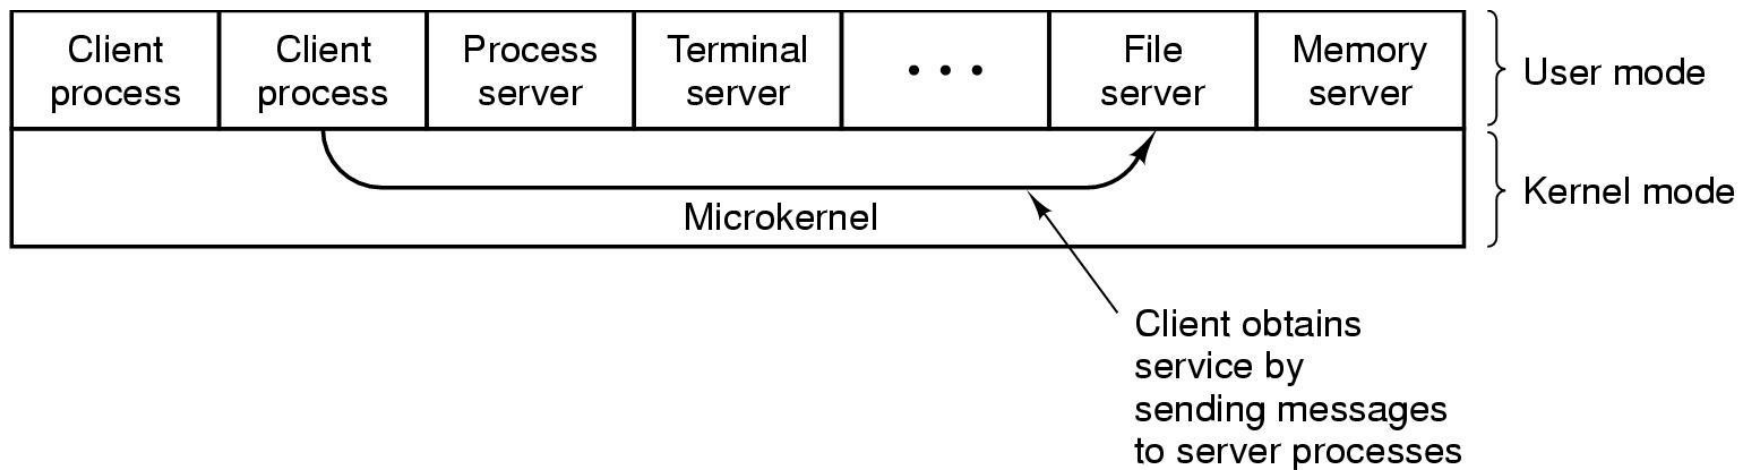 Client process
Client process
Process server
Terminal server
• • •
File server
Memory server
User mode
Microkernel
Kernel mode
Client obtains
service by
sending messages
to server processes